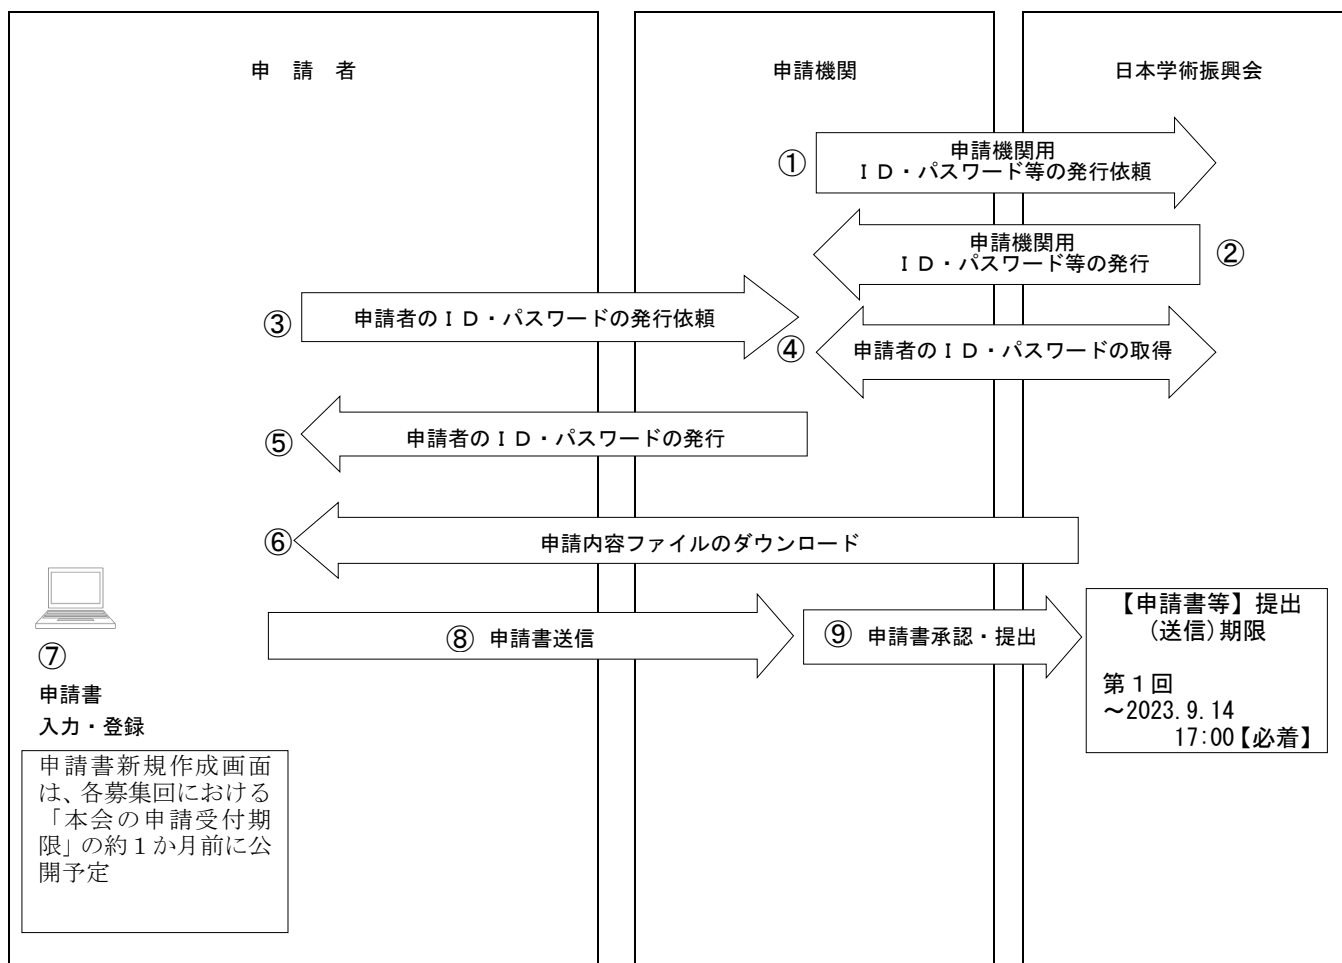 申 請 者
申請機関
日本学術振興会
①
申請機関用
ＩＤ・パスワード等の発行依頼
申請機関用
ＩＤ・パスワード等の発行
②
③
申請者のＩＤ・パスワードの発行依頼
④
申請者のＩＤ・パスワードの取得
⑤
申請者のＩＤ・パスワードの発行
⑥
申請内容ファイルのダウンロード
⑦
申請書
入力・登録
申請書新規作成画面
は、各募集回における
「本会の申請受付期
限」の約１か月前に公
開予定
⑧ 申請書送信
⑨ 申請書承認・提出
【申請書等】提出
(送信)期限
第１回
～2023.9.14
17:00【必着】